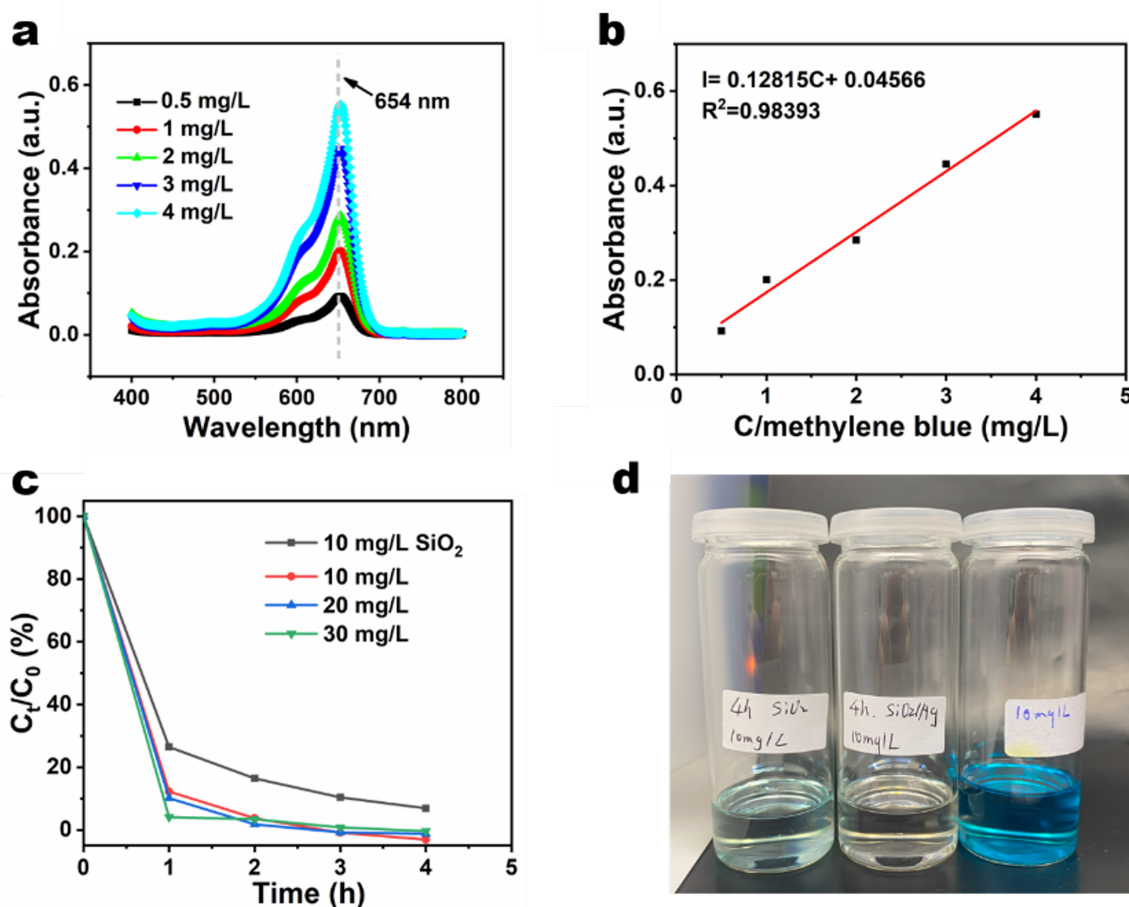 a
0.6
0.4
0.2
0.0
Absorbance (a.u.)
0.5 mg/L
1 mg/L
2 mg/L
3 mg/L
4 mg/L
654 nm
400 500 600 700 800
Wavelength (nm)
b
0.6
0.4
0.2
0.0
Absorbance (a.u.)
I= 0.12815C+ 0.04566
R²=0.98393
0 1 2 3 4 5
C/methylene blue (mg/L)
c
100
80
60
40
20
0
Cₜ/C₀ (%)
10 mg/L SiO₂
10 mg/L
20 mg/L
30 mg/L
0 1 2 3 4 5
Time (h)
d
4h SiO₂
10mg/L
4h. SiO2/Ag
10mg/L
10mg/L